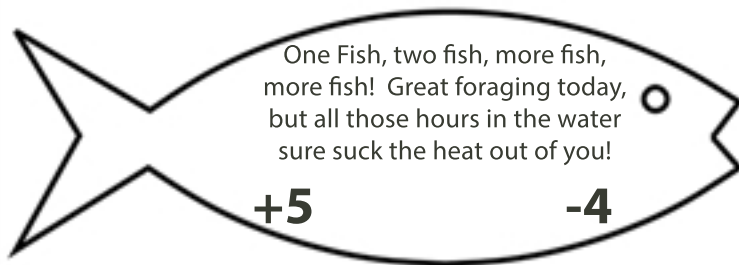 One Fish, two fish, more fish,
more fish!  Great foraging today,
but all those hours in the water
sure suck the heat out of you!
+5 -4